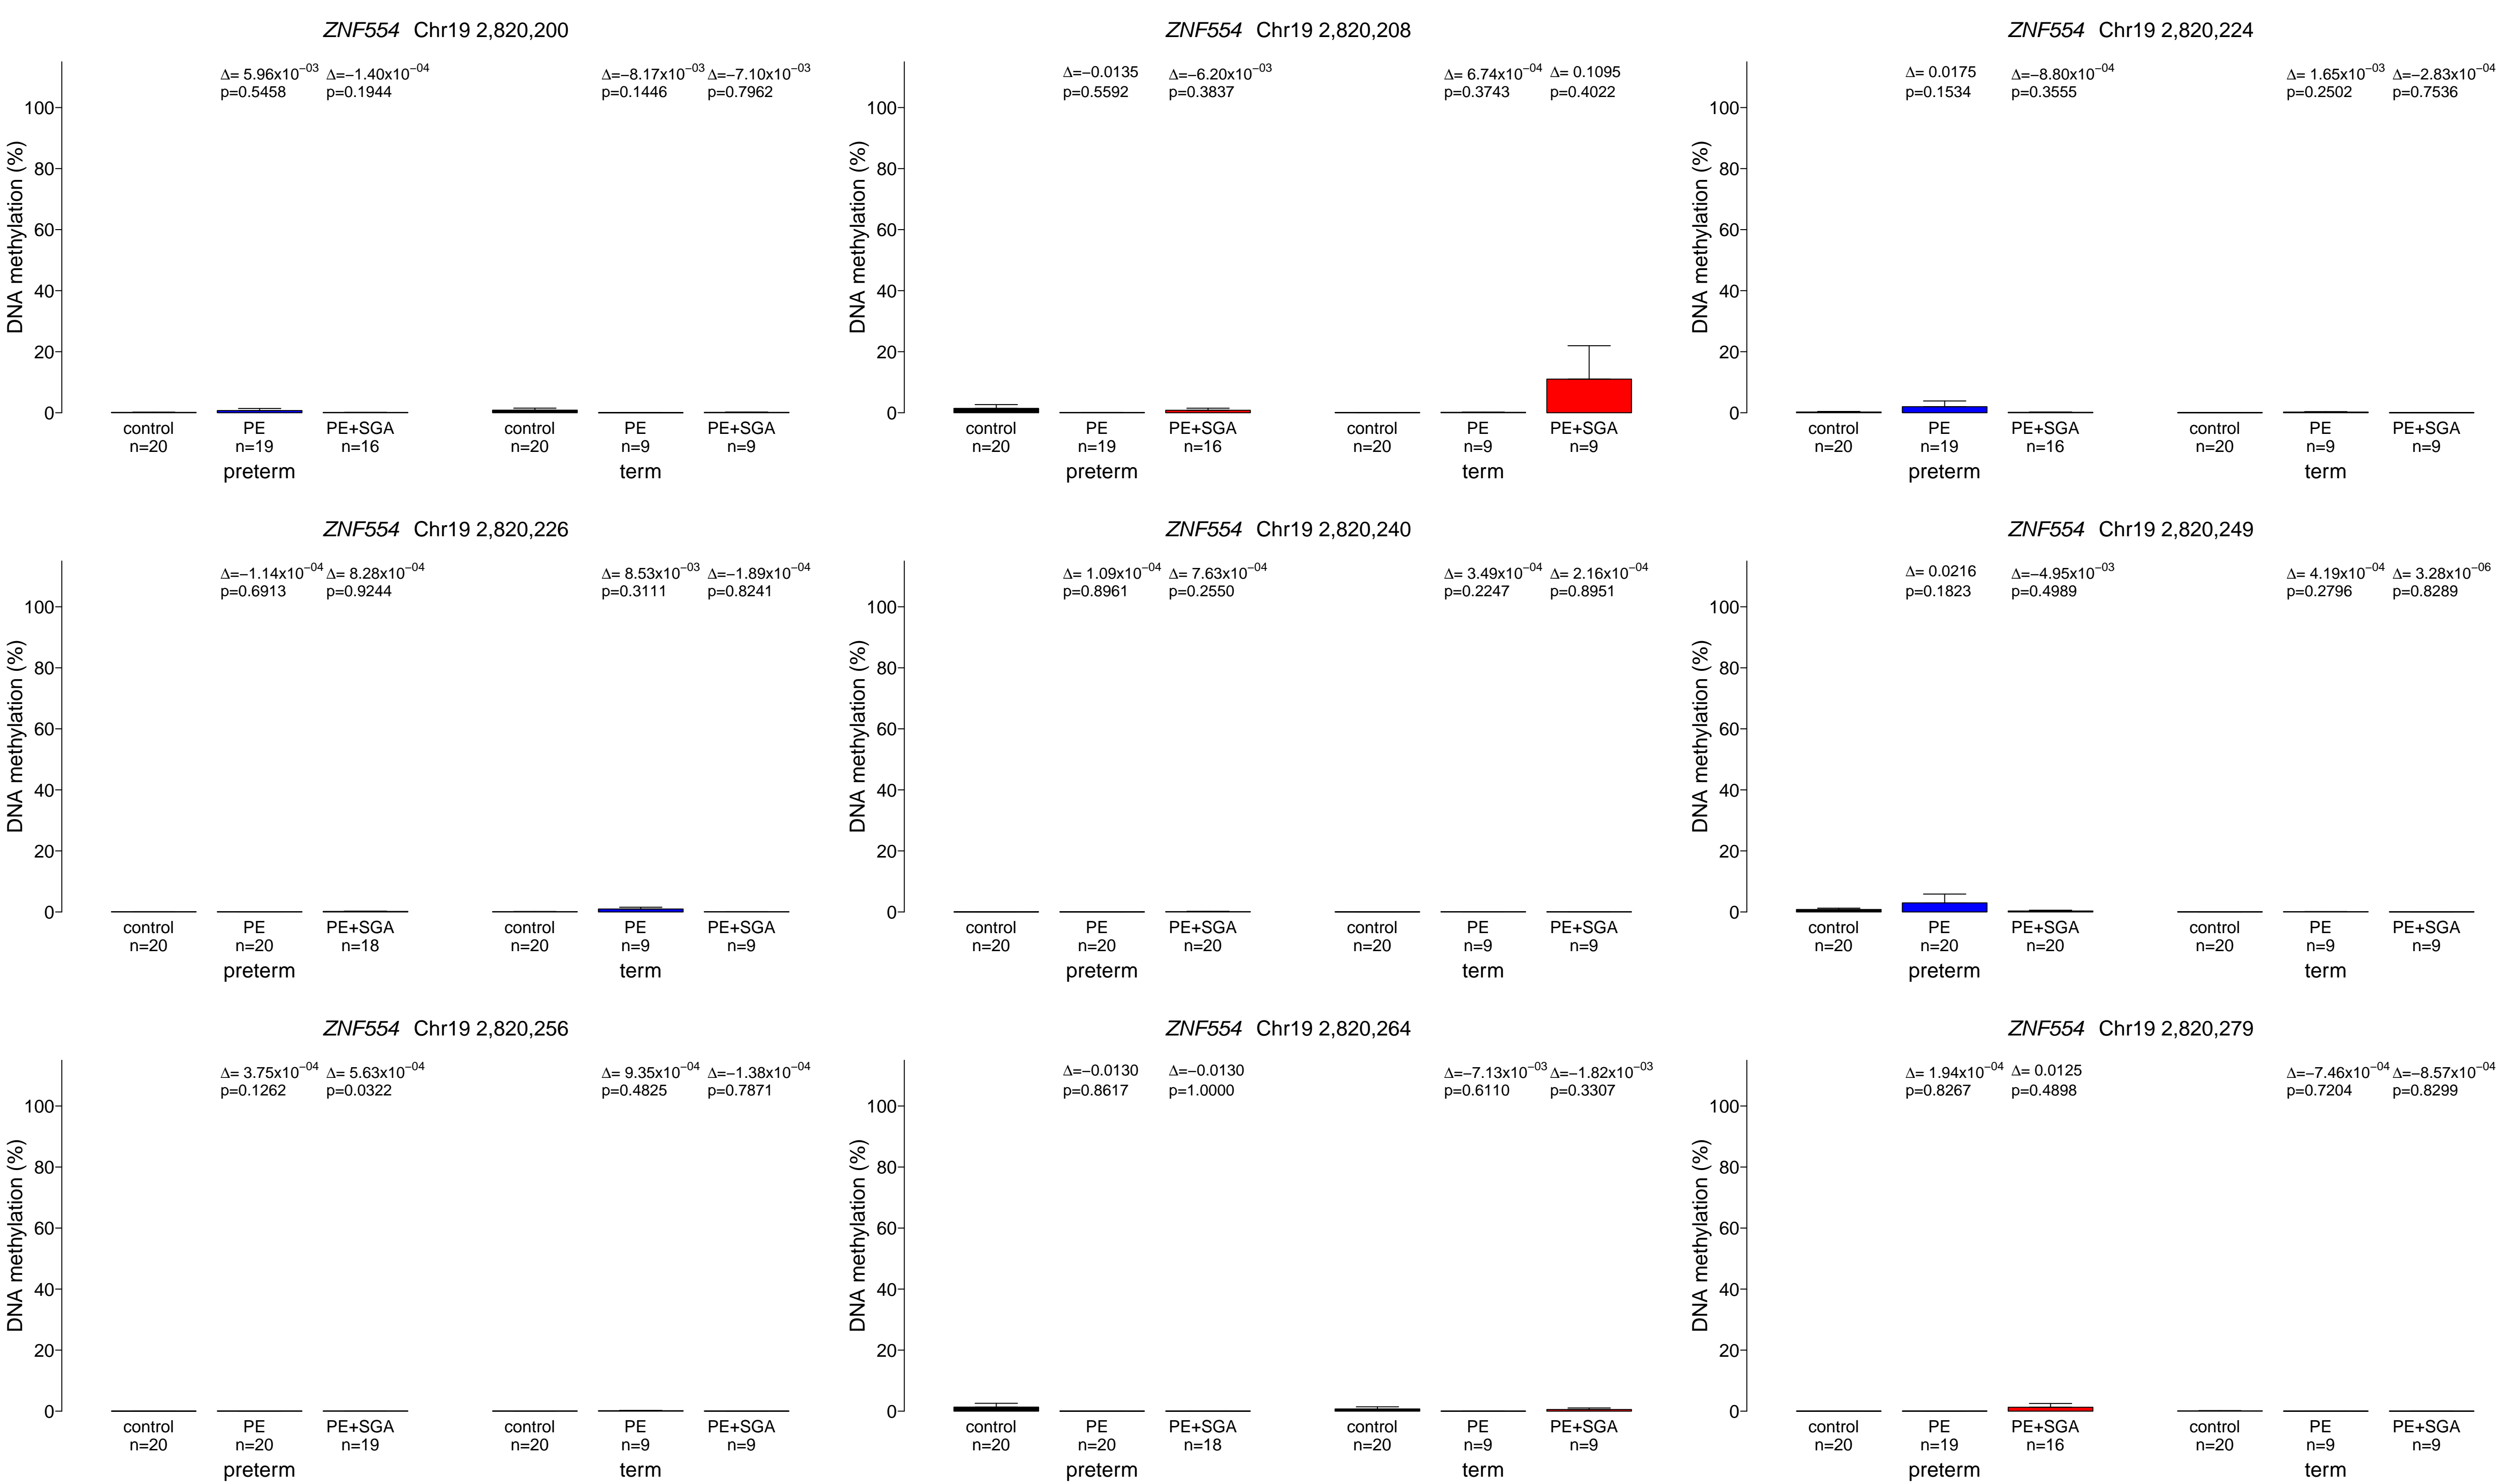 ZNF554 Chr19 2,820,200
Δ= 5.96x10−03 Δ=−1.40x10−04 Δ=−8.17x10−03 Δ=−7.10x10−03
p=0.5458 p=0.1944 p=0.1446 p=0.7962
DNA methylation (%)
100
80
60
40
20
0
control PE PE+SGA control PE PE+SGA
n=20 n=19 n=16 n=20 n=9 n=9
preterm term
ZNF554 Chr19 2,820,208
Δ=−0.0135 Δ=−6.20x10−03 Δ= 6.74x10−04 Δ= 0.1095
p=0.5592 p=0.3837 p=0.3743 p=0.4022
DNA methylation (%)
100
80
60
40
20
0
control PE PE+SGA control PE PE+SGA
n=20 n=19 n=16 n=20 n=9 n=9
preterm term
ZNF554 Chr19 2,820,224
Δ= 0.0175 Δ=−8.80x10−04 Δ= 1.65x10−03 Δ=−2.83x10−04
p=0.1534 p=0.3555 p=0.2502 p=0.7536
DNA methylation (%)
100
80
60
40
20
0
control PE PE+SGA control PE PE+SGA
n=20 n=19 n=16 n=20 n=9 n=9
preterm term
ZNF554 Chr19 2,820,226
Δ=−1.14x10−04 Δ= 8.28x10−04 Δ= 8.53x10−03 Δ=−1.89x10−04
p=0.6913 p=0.9244 p=0.3111 p=0.8241
DNA methylation (%)
100
80
60
40
20
0
control PE PE+SGA control PE PE+SGA
n=20 n=20 n=18 n=20 n=9 n=9
preterm term
ZNF554 Chr19 2,820,240
Δ= 1.09x10−04 Δ= 7.63x10−04 Δ= 3.49x10−04 Δ= 2.16x10−04
p=0.8961 p=0.2550 p=0.2247 p=0.8951
DNA methylation (%)
100
80
60
40
20
0
control PE PE+SGA control PE PE+SGA
n=20 n=20 n=20 n=20 n=9 n=9
preterm term
ZNF554 Chr19 2,820,249
Δ= 0.0216 Δ=−4.95x10−03 Δ= 4.19x10−04 Δ= 3.28x10−06
p=0.1823 p=0.4989 p=0.2796 p=0.8289
DNA methylation (%)
100
80
60
40
20
0
control PE PE+SGA control PE PE+SGA
n=20 n=20 n=20 n=20 n=9 n=9
preterm term
ZNF554 Chr19 2,820,256
Δ= 3.75x10−04 Δ= 5.63x10−04 Δ= 9.35x10−04 Δ=−1.38x10−04
p=0.1262 p=0.0322 p=0.4825 p=0.7871
DNA methylation (%)
100
80
60
40
20
0
control PE PE+SGA control PE PE+SGA
n=20 n=20 n=19 n=20 n=9 n=9
preterm term
ZNF554 Chr19 2,820,264
Δ=−0.0130 Δ=−0.0130 Δ=−7.13x10−03 Δ=−1.82x10−03
p=0.8617 p=1.0000 p=0.6110 p=0.3307
DNA methylation (%)
100
80
60
40
20
0
control PE PE+SGA control PE PE+SGA
n=20 n=20 n=18 n=20 n=9 n=9
preterm term
ZNF554 Chr19 2,820,279
Δ= 1.94x10−04 Δ= 0.0125 Δ=−7.46x10−04 Δ=−8.57x10−04
p=0.8267 p=0.4898 p=0.7204 p=0.8299
DNA methylation (%)
100
80
60
40
20
0
control PE PE+SGA control PE PE+SGA
n=20 n=19 n=16 n=20 n=9 n=9
preterm term